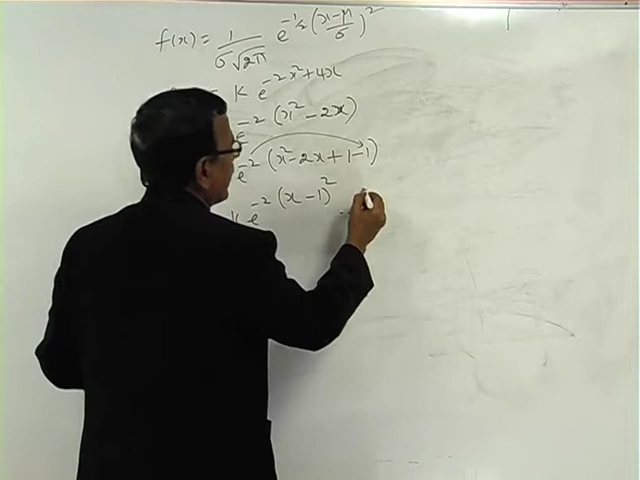 f(x) = 1/(σ√2π) e^(-½((x-μ)/σ)²)
= K e^(-2x²+4x)
e^(-2 (x²-2x))
e^(-2 (x²-2x+1-1))
K e^(-2 (x-1)²)